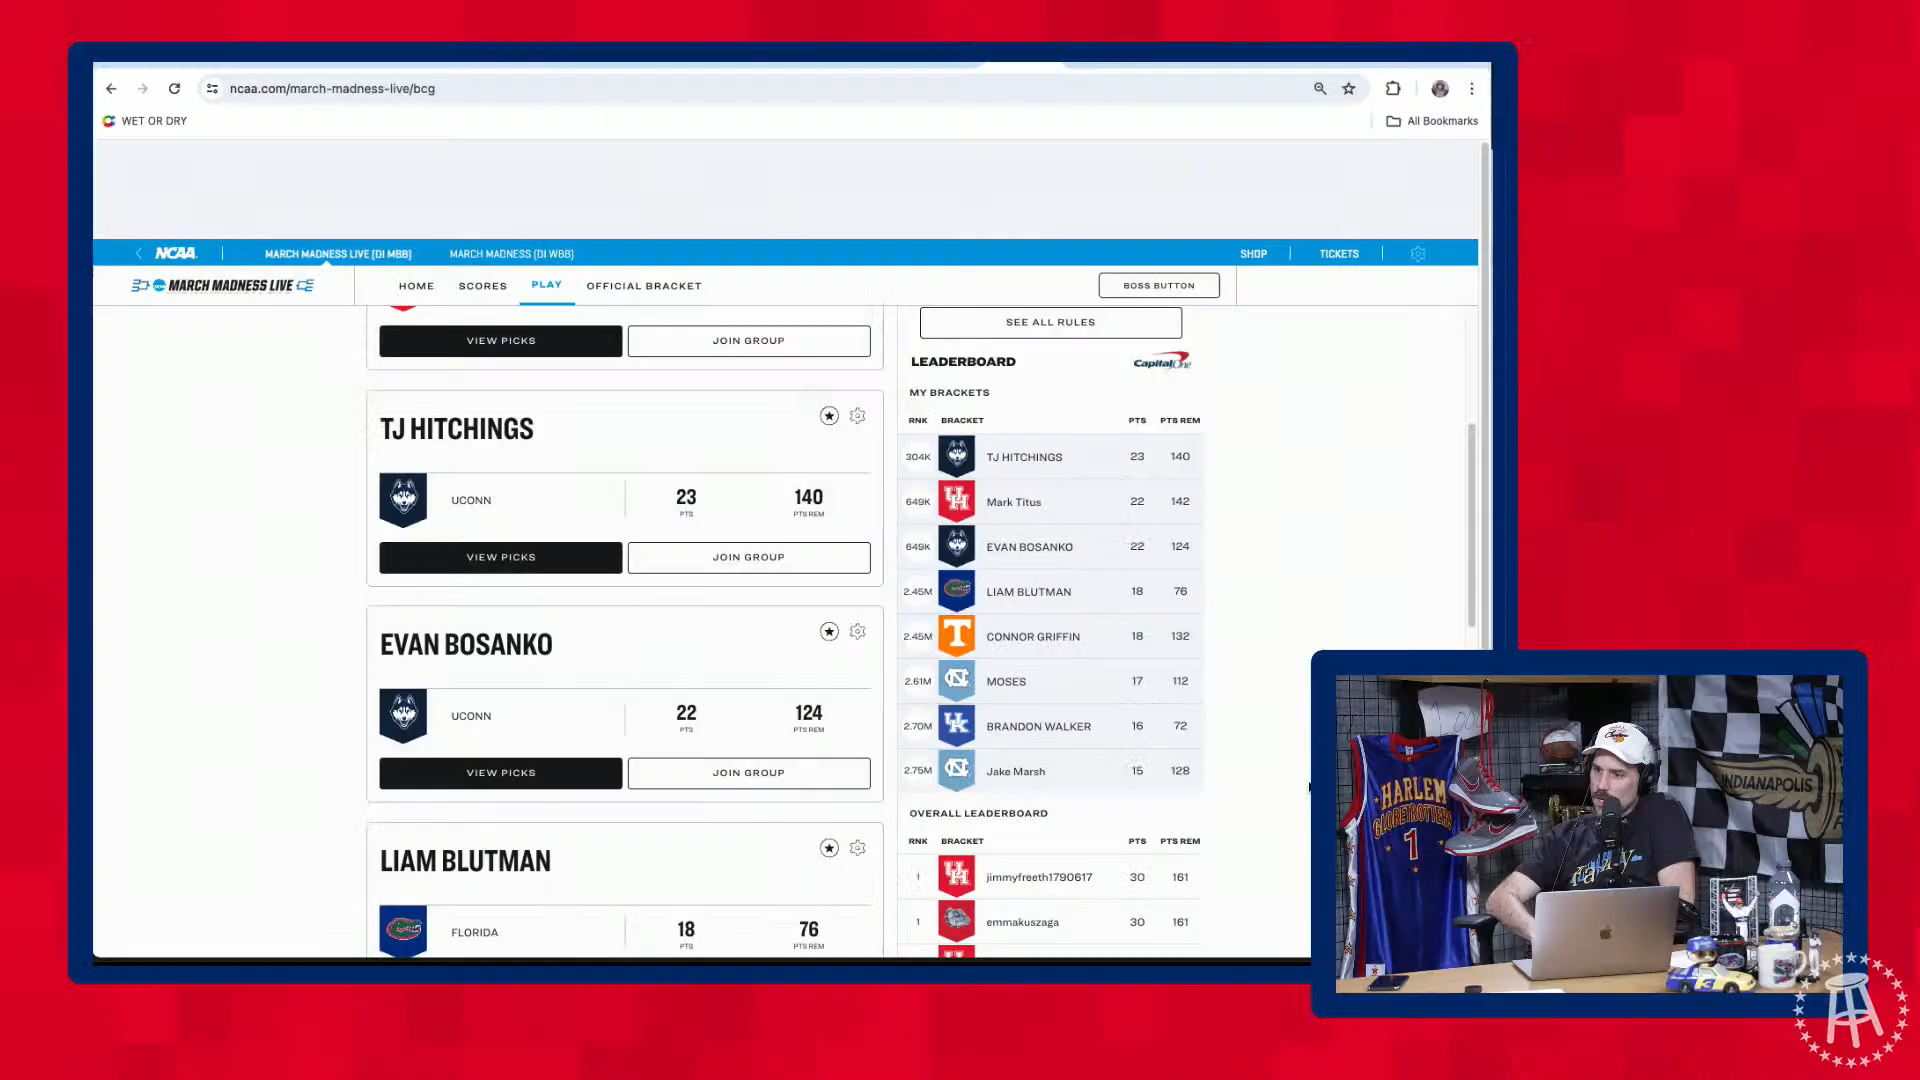 ncaa.com/march-madness-live/bcg
WET OR DRY
All Bookmarks
NCAA
MARCH MADNESS LIVE (DI MBB)
MARCH MADNESS (DI WBB)
SHOP
TICKETS
MARCH MADNESS LIVE
HOME
SCORES
PLAY
OFFICIAL BRACKET
BOSS BUTTON
VIEW PICKS
JOIN GROUP
TJ HITCHINGS
UCONN
23
PTS
140
PTS REM
VIEW PICKS
JOIN GROUP
EVAN BOSANKO
UCONN
22
PTS
124
PTS REM
VIEW PICKS
JOIN GROUP
LIAM BLUTMAN
FLORIDA
18
PTS
76
PTS REM
SEE ALL RULES
LEADERBOARD
Capital One
MY BRACKETS
RNK BRACKET PTS PTS REM
304K TJ HITCHINGS 23 140
649K UH Mark Titus 22 142
649K EVAN BOSANKO 22 124
2.45M LIAM BLUTMAN 18 76
2.45M T CONNOR GRIFFIN 18 132
2.61M NC MOSES 17 112
2.70M UK BRANDON WALKER 16 72
2.75M NC Jake Marsh 15 128
OVERALL LEADERBOARD
RNK BRACKET PTS PTS REM
1 UH jimmyfreeth1790617 30 161
1 emmakuszaga 30 161
HARLEM
GLOBETROTTERS
1
INDIANAPOLIS
3